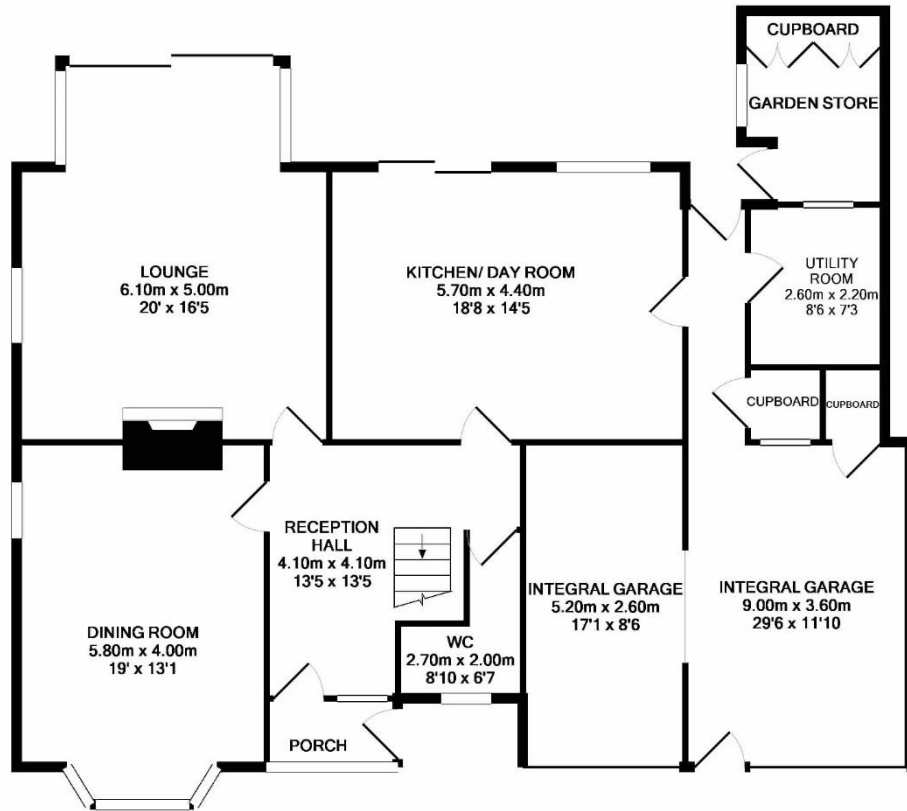 CUPBOARD
GARDEN STORE
LOUNGE
6.10m x 5.00m
20' x 16'5
KITCHEN/ DAY ROOM
5.70m x 4.40m
18'8 x 14'5
UTILITY
ROOM
2.60m x 2.20m
8'6 x 7'3
CUPBOARD
CUPBOARD
RECEPTION
HALL
4.10m x 4.10m
13'5 x 13'5
INTEGRAL GARAGE
5.20m x 2.60m
17'1 x 8'6
INTEGRAL GARAGE
9.00m x 3.60m
29'6 x 11'10
DINING ROOM
5.80m x 4.00m
19' x 13'1
WC
2.70m x 2.00m
8'10 x 6'7
PORCH